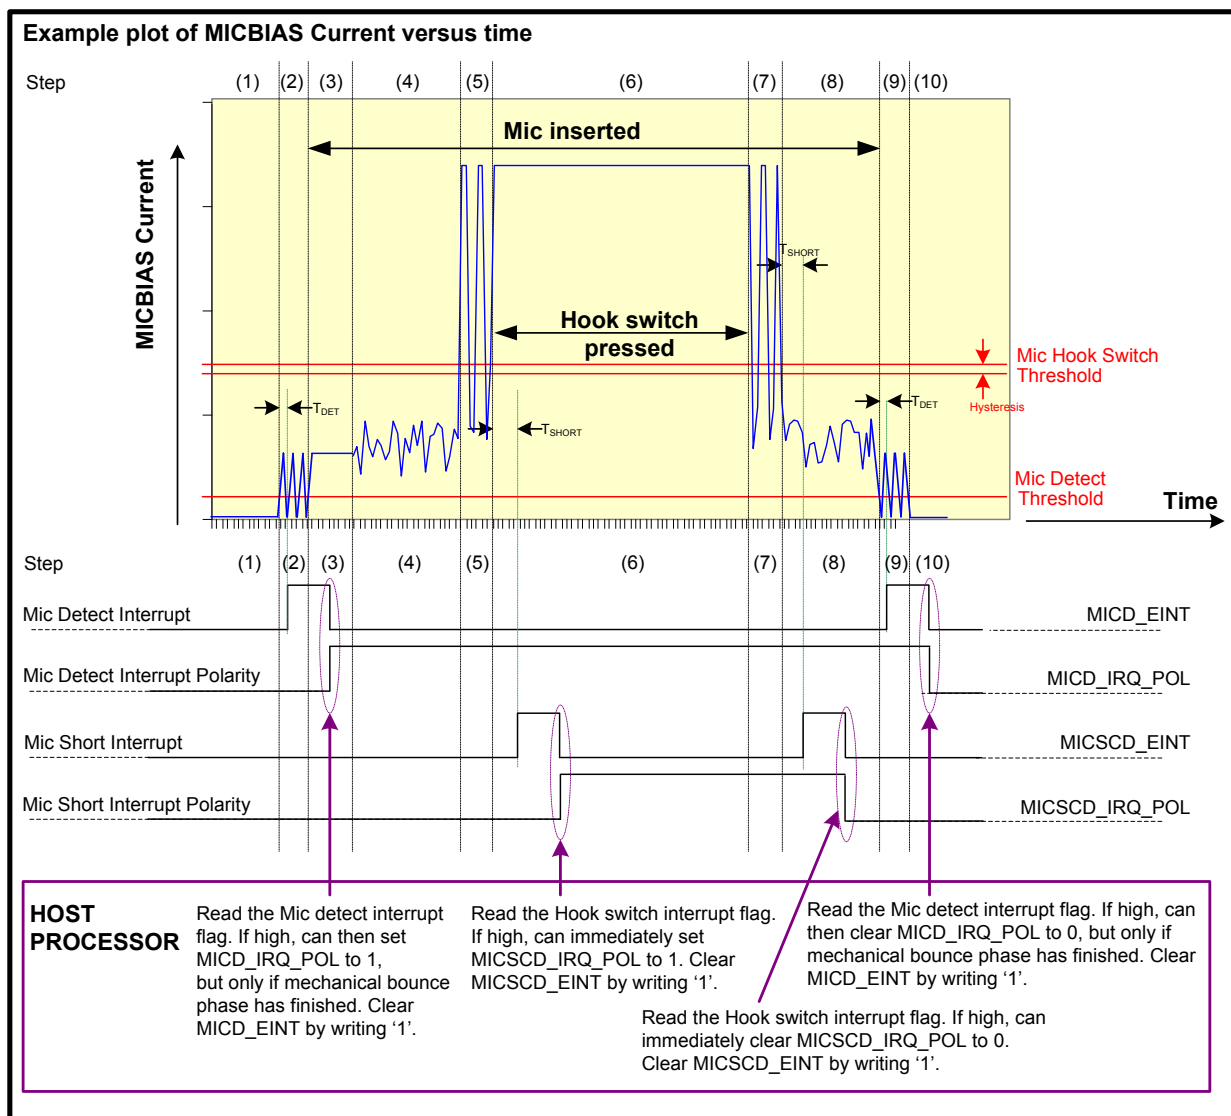 Example plot of MICBIAS Current versus time
Step
(1) (2) (3) (4) (5) (6) (7) (8) (9) (10)
Mic inserted
MICBIAS Current
TSHORT
Hook switch
pressed
Mic Hook Switch
Threshold
Hysteresis
TDET
TDET
TSHORT
Mic Detect
Threshold
Time
Step
(1) (2) (3) (4) (5) (6) (7) (8) (9) (10)
Mic Detect Interrupt
MICD_EINT
Mic Detect Interrupt Polarity
MICD_IRQ_POL
Mic Short Interrupt
MICSCD_EINT
Mic Short Interrupt Polarity
MICSCD_IRQ_POL
HOST
PROCESSOR
Read the Mic detect interrupt
flag. If high, can then set
MICD_IRQ_POL to 1,
but only if mechanical bounce
phase has finished. Clear
MICD_EINT by writing ‘1’.
Read the Hook switch interrupt flag.
If high, can immediately set
MICSCD_IRQ_POL to 1. Clear
MICSCD_EINT by writing ‘1’.
Read the Mic detect interrupt flag. If high, can
then clear MICD_IRQ_POL to 0, but only if
mechanical bounce phase has finished. Clear
MICD_EINT by writing ‘1’.
Read the Hook switch interrupt flag. If high, can
immediately clear MICSCD_IRQ_POL to 0.
Clear MICSCD_EINT by writing ‘1’.